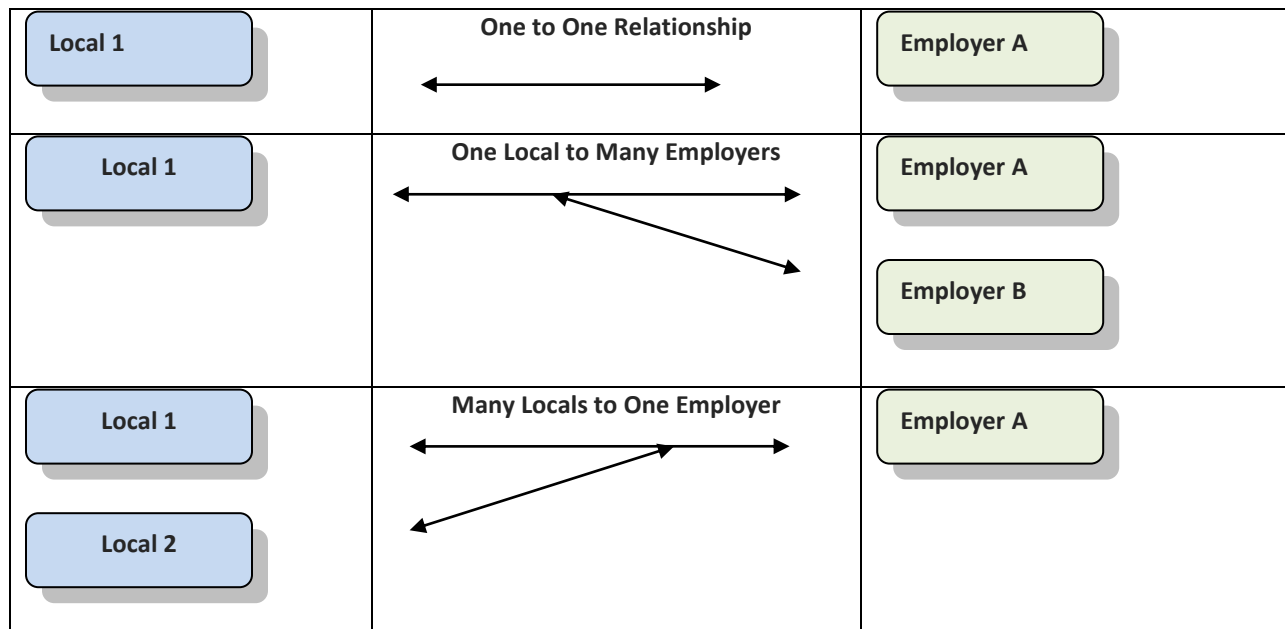 Local 1
One to One Relationship
Employer A
Local 1
One Local to Many Employers
Employer A
Employer B
Local 1
Many Locals to One Employer
Employer A
Local 2